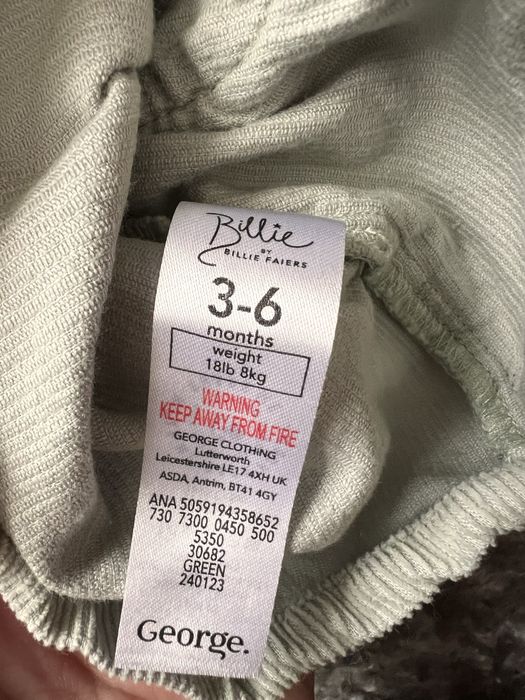 Billie
BY
BILLIE FAIERS
3-6
months
weight
18lb 8kg
WARNING
KEEP AWAY FROM FIRE
GEORGE CLOTHING
Lutterworth
Leicestershire LE17 4XH UK
ASDA, Antrim, BT41 4GY
ANA 5059194358652
730 7300 0450 500
5350
30682
GREEN
240123
George.